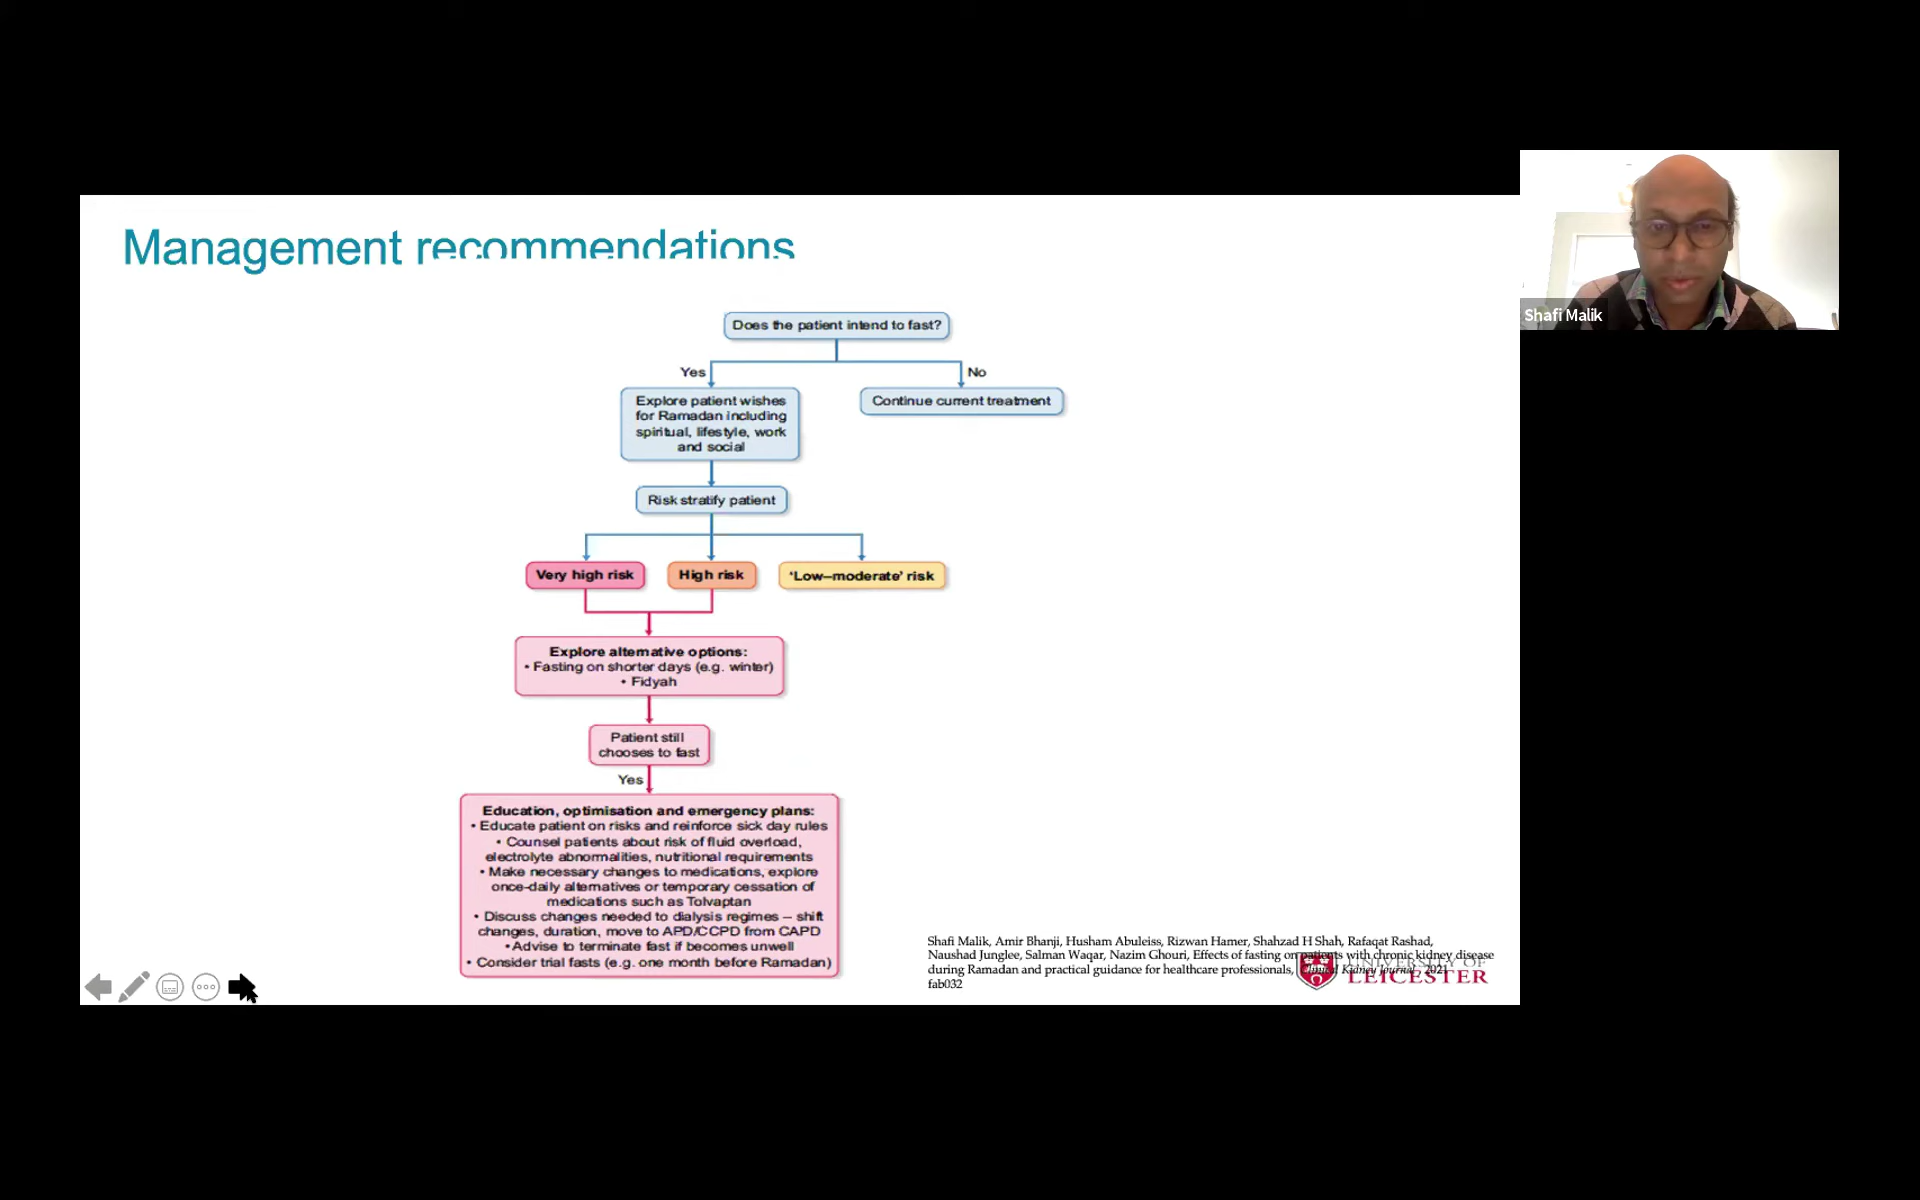 Management recommendations
Shafi Malik
Does the patient intend to fast?
Yes
No
Explore patient wishes
for Ramadan including
spiritual, lifestyle, work
and social
Continue current treatment
Risk stratify patient
Very high risk
High risk
‘Low–moderate’ risk
Explore alternative options:
• Fasting on shorter days (e.g. winter)
• Fidyah
Patient still
chooses to fast
Yes
Education, optimisation and emergency plans:
• Educate patient on risks and reinforce sick day rules
• Counsel patients about risk of fluid overload,
electrolyte abnormalities, nutritional requirements
• Make necessary changes to medications, explore
once-daily alternatives or temporary cessation of
medications such as Tolvaptan
• Discuss changes needed to dialysis regimes – shift
changes, duration, move to APD/CCPD from CAPD
• Advise to terminate fast if becomes unwell
• Consider trial fasts (e.g. one month before Ramadan)
Shafi Malik, Amir Bhanji, Husham Abuleiss, Rizwan Hamer, Shahzad H Shah, Rafaqat Rashad,
Naushad Junglee, Salman Waqar, Nazim Ghouri, Effects of fasting on patients with chronic kidney disease
during Ramadan and practical guidance for healthcare professionals, Clinical Kidney Journal, 2021
fab032
UNIVERSITY OF
LEICESTER